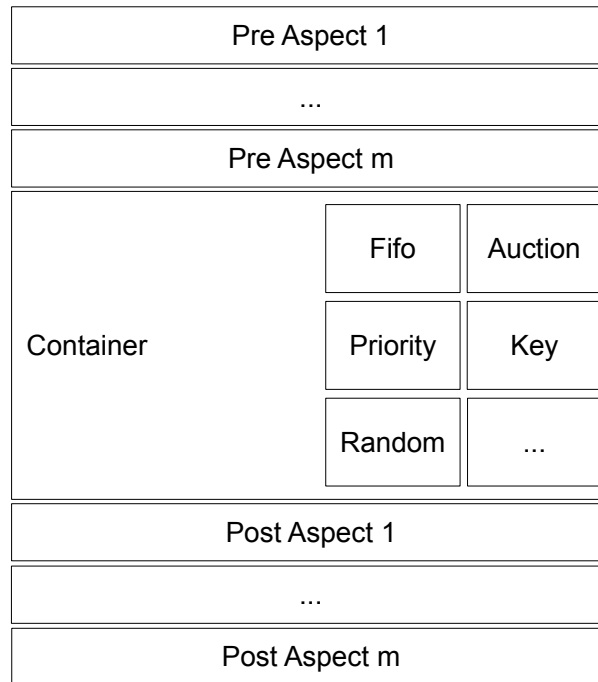 Pre Aspect 1
...
Pre Aspect m
Fifo
Auction
Container
Priority
Key
Random
...
Post Aspect 1
...
Post Aspect m